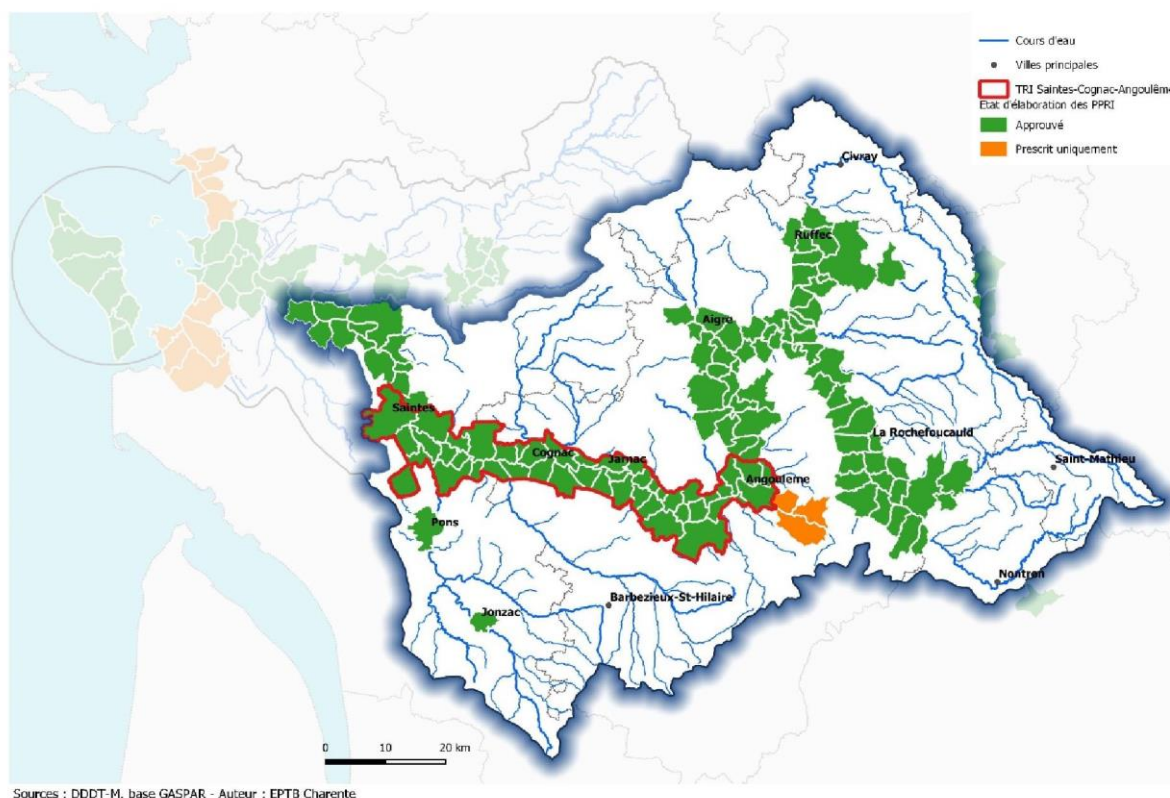 Cours d'eau
Villes principales
TRI Saintes-Cognac-Angoulême
Etat d'élaboration des PPRI
Approuvé
Prescrit uniquement
Civray
Ruffec
Aigre
Saintes
La Rochefoucauld
Cognac
Jarnac
Saint-Mathieu
Angouleme
Pons
Nontron
Barbezieux-St-Hilaire
Jonzac
0 10 20 km
Sources : DDDT-M, base GASPAR - Auteur : EPTB Charente